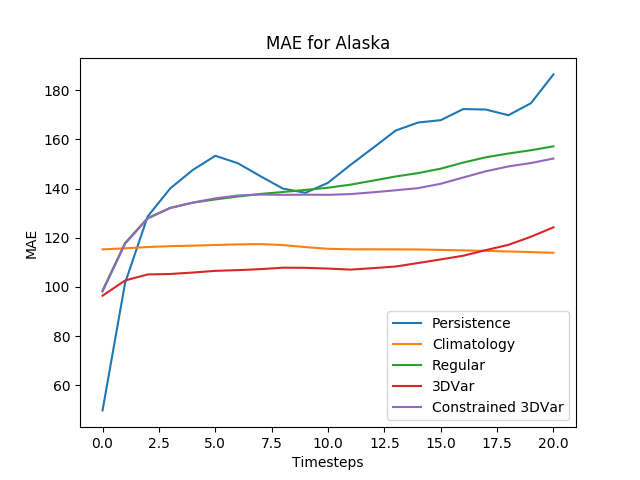 MAE for Alaska
MAE
180
160
140
120
100
80
60
Persistence
Climatology
Regular
3DVar
Constrained 3DVar
0.0 2.5 5.0 7.5 10.0 12.5 15.0 17.5 20.0
Timesteps